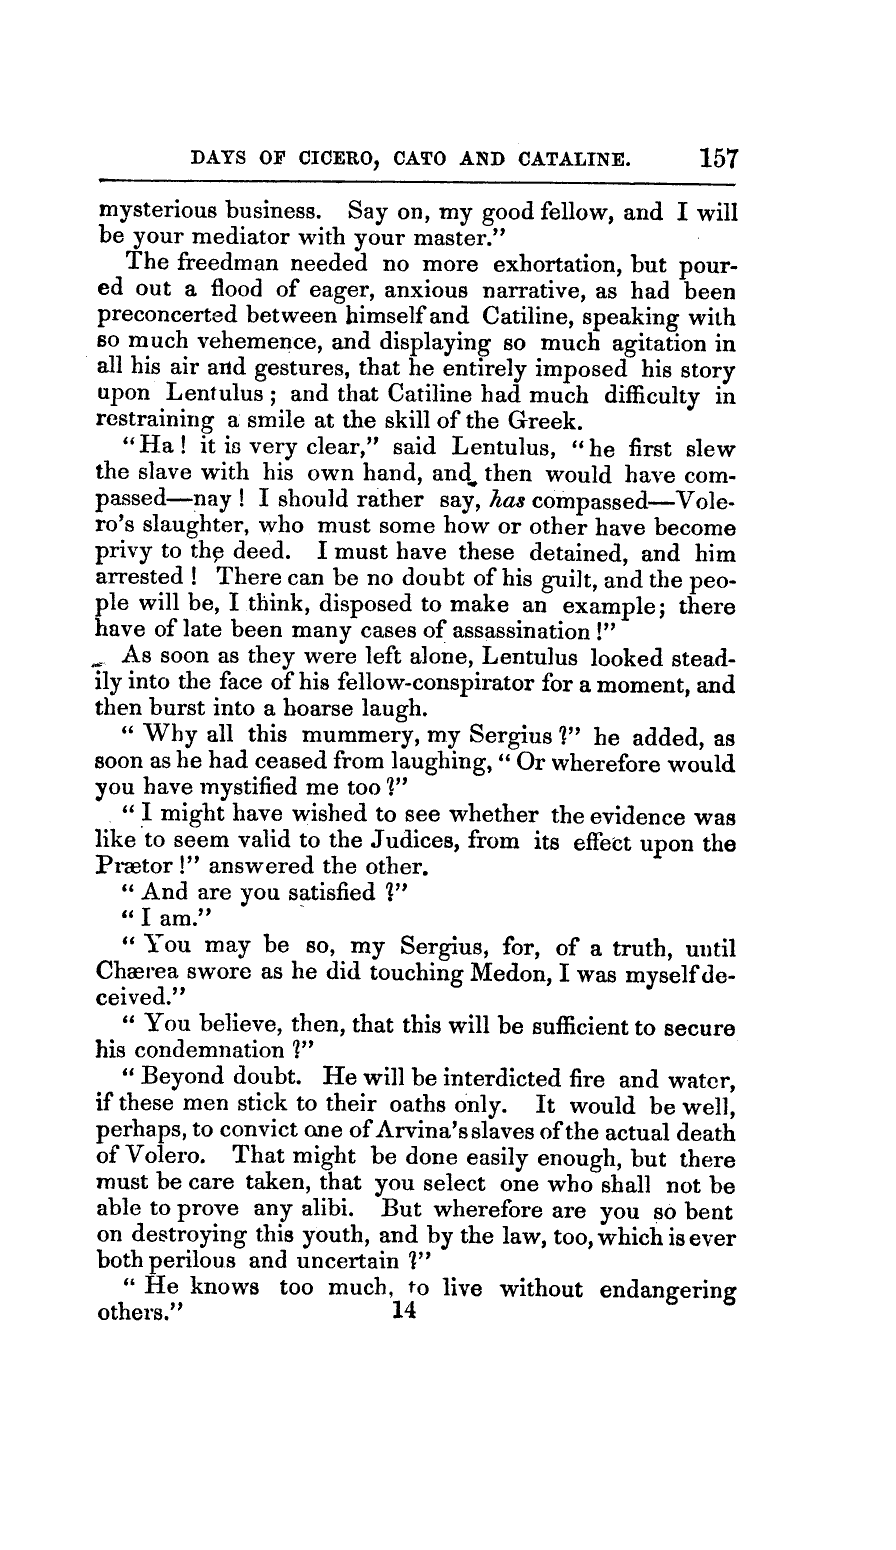 DAYS OF CICERO, CATO AND CATALINE. 157
mysterious business. Say on, my good fellow, and I will
be your mediator with your master.”
The freedman needed no more exhortation, but pour-
ed out a flood of eager, anxious narrative, as had been
preconcerted between himself and Catiline, speaking with
so much vehemence, and displaying so much agitation in
all his air and gestures, that he entirely imposed his story
upon Lentulus ; and that Catiline had much difficulty in
restraining a smile at the skill of the Greek.
“Ha ! it is very clear,” said Lentulus, “he first slew
the slave with his own hand, and then would have com-
passed—nay ! I should rather say, has compassed—Vole-
ro’s slaughter, who must some how or other have become
privy to the deed. I must have these detained, and him
arrested ! There can be no doubt of his guilt, and the peo-
ple will be, I think, disposed to make an example; there
have of late been many cases of assassination !”
As soon as they were left alone, Lentulus looked stead-
ily into the face of his fellow-conspirator for a moment, and
then burst into a hoarse laugh.
“ Why all this mummery, my Sergius ?” he added, as
soon as he had ceased from laughing, “ Or wherefore would
you have mystified me too ?”
“ I might have wished to see whether the evidence was
like to seem valid to the Judices, from its effect upon the
Prætor !” answered the other.
“ And are you satisfied ?”
“ I am.”
“ You may be so, my Sergius, for, of a truth, until
Chærea swore as he did touching Medon, I was myself de-
ceived.”
“ You believe, then, that this will be sufficient to secure
his condemnation ?”
“ Beyond doubt. He will be interdicted fire and water,
if these men stick to their oaths only. It would be well,
perhaps, to convict one of Arvina’s slaves of the actual death
of Volero. That might be done easily enough, but there
must be care taken, that you select one who shall not be
able to prove any alibi. But wherefore are you so bent
on destroying this youth, and by the law, too, which is ever
both perilous and uncertain ?”
“ He knows too much, to live without endangering
others.” 14